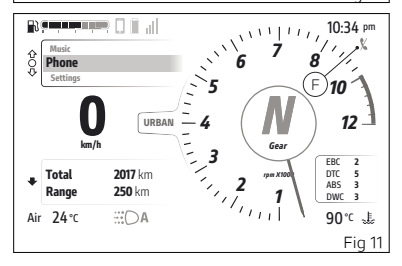 10:34 pm
Music
Phone
Settings
0
km/h
URBAN
1
2
3
4
5
6
7
8
10
12
F
N
Gear
rpm X1000
Total 2017 km
Range 250 km
EBC 2
DTC 5
ABS 3
DWC 3
Air 24 °C
A
90 °C
Fig 11